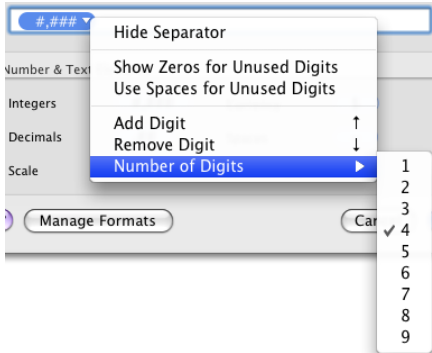 #,###
Hide Separator
Number & Text
Show Zeros for Unused Digits
Use Spaces for Unused Digits
Integers
Add Digit ↑
Decimals
Remove Digit ↓
Scale
Number of Digits ▶
1
2
3
✓ 4
5
6
7
8
9
Manage Formats